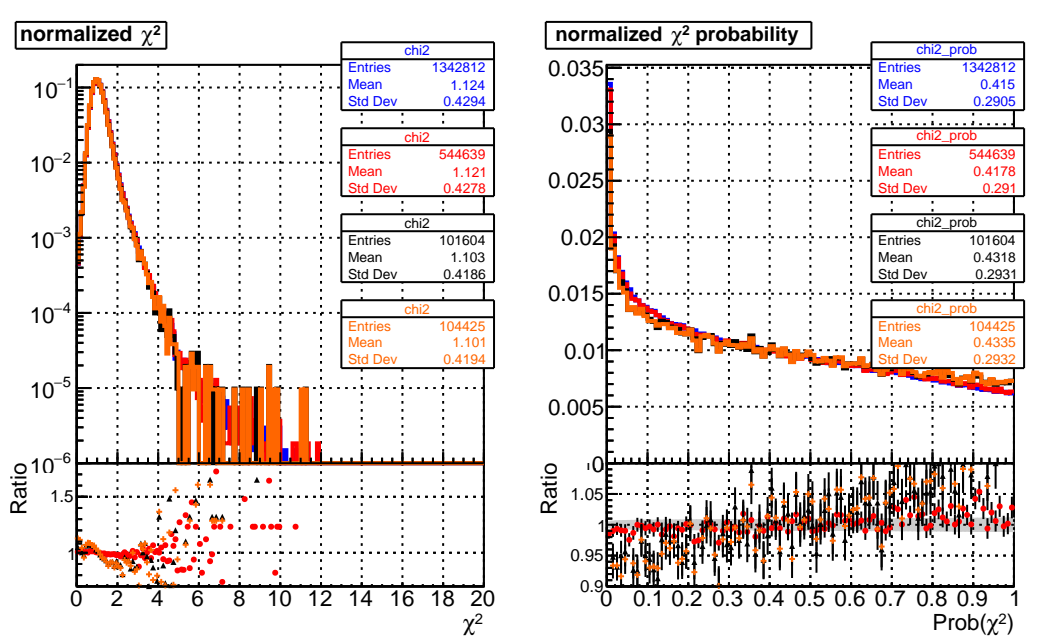 normalized χ²
chi2
Entries 1342812
Mean 1.124
Std Dev 0.4294
chi2
Entries 544639
Mean 1.121
Std Dev 0.4278
chi2
Entries 101604
Mean 1.103
Std Dev 0.4186
chi2
Entries 104425
Mean 1.101
Std Dev 0.4194
10⁻¹
10⁻²
10⁻³
10⁻⁴
10⁻⁵
10⁻⁶
Ratio
1.5
1
0 2 4 6 8 10 12 14 16 18 20
χ²
normalized χ² probability
chi2_prob
Entries 1342812
Mean 0.415
Std Dev 0.2905
chi2_prob
Entries 544639
Mean 0.4178
Std Dev 0.291
chi2_prob
Entries 101604
Mean 0.4318
Std Dev 0.2931
chi2_prob
Entries 104425
Mean 0.4335
Std Dev 0.2932
0.035
0.03
0.025
0.02
0.015
0.01
0.005
0
Ratio
1.05
1
0.95
0.9
0 0.1 0.2 0.3 0.4 0.5 0.6 0.7 0.8 0.9 1
Prob(χ²)